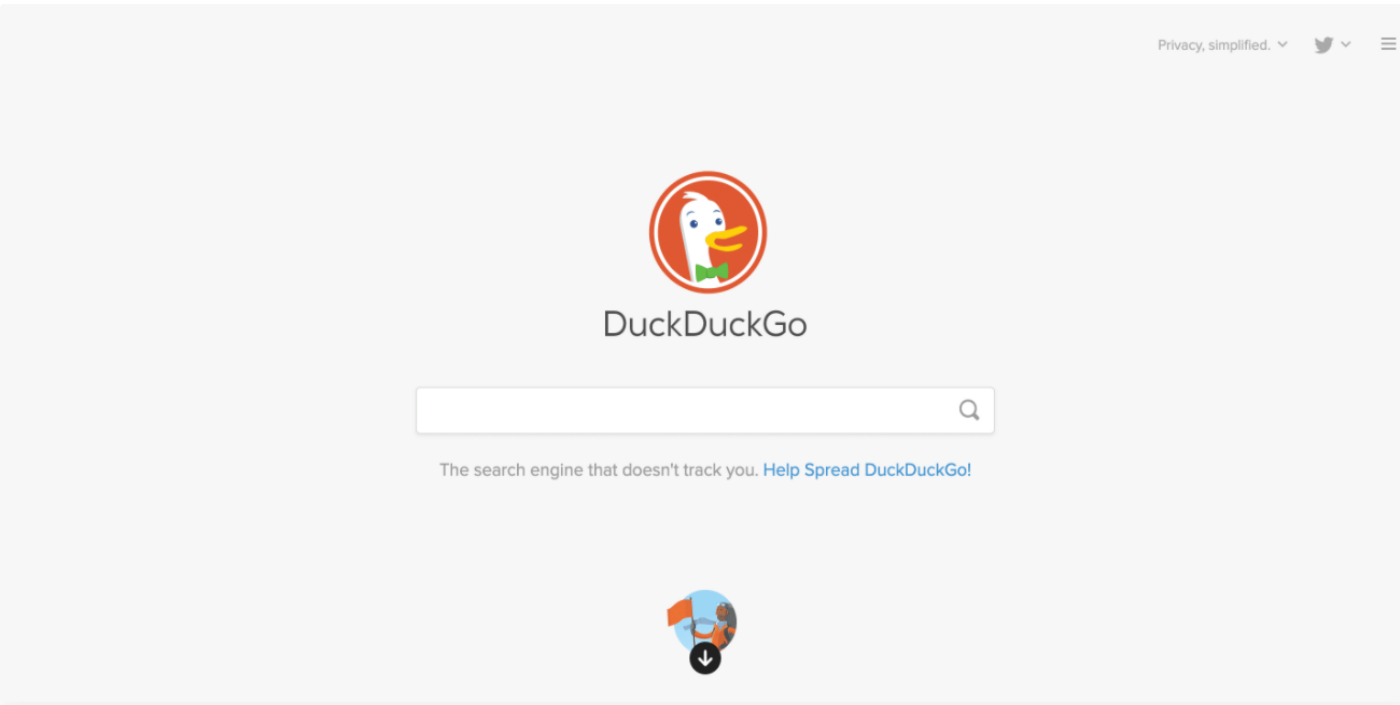 Privacy, simplified.
DuckDuckGo
The search engine that doesn't track you. Help Spread DuckDuckGo!